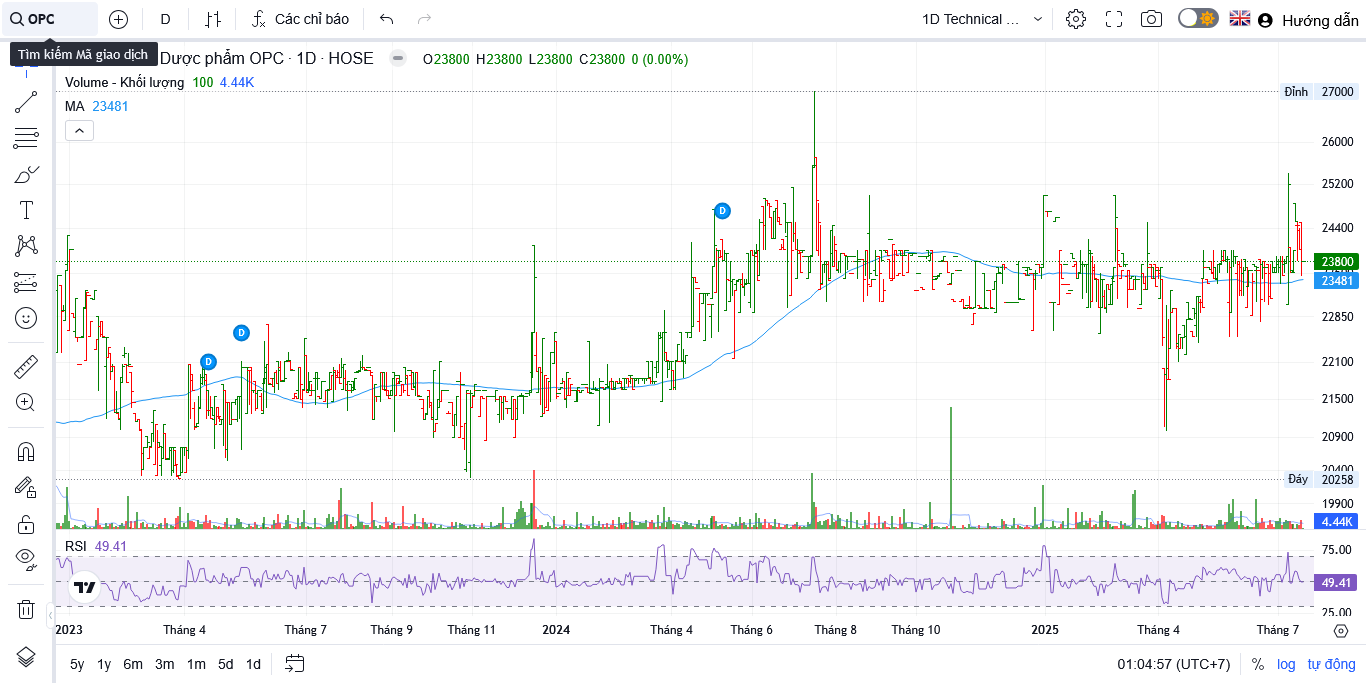 OPC
D
Các chỉ báo
1D Technical ...
Hướng dẫn
Tìm kiếm Mã giao dịch
Dược phẩm OPC · 1D · HOSE
O23800 H23800 L23800 C23800 0 (0.00%)
Volume - Khối lượng 100 4.44K
MA 23481
Đỉnh 27000
26000
25200
24400
23800
23481
22850
22100
21500
20900
20400
Đáy 20258
19900
4.44K
D
D
D
RSI 49.41
75.00
49.41
25.00
2023 Tháng 4 Tháng 7 Tháng 9 Tháng 11 2024 Tháng 4 Tháng 6 Tháng 8 Tháng 10 2025 Tháng 4 Tháng 7
5y 1y 6m 3m 1m 5d 1d
01:04:57 (UTC+7) % log tự động